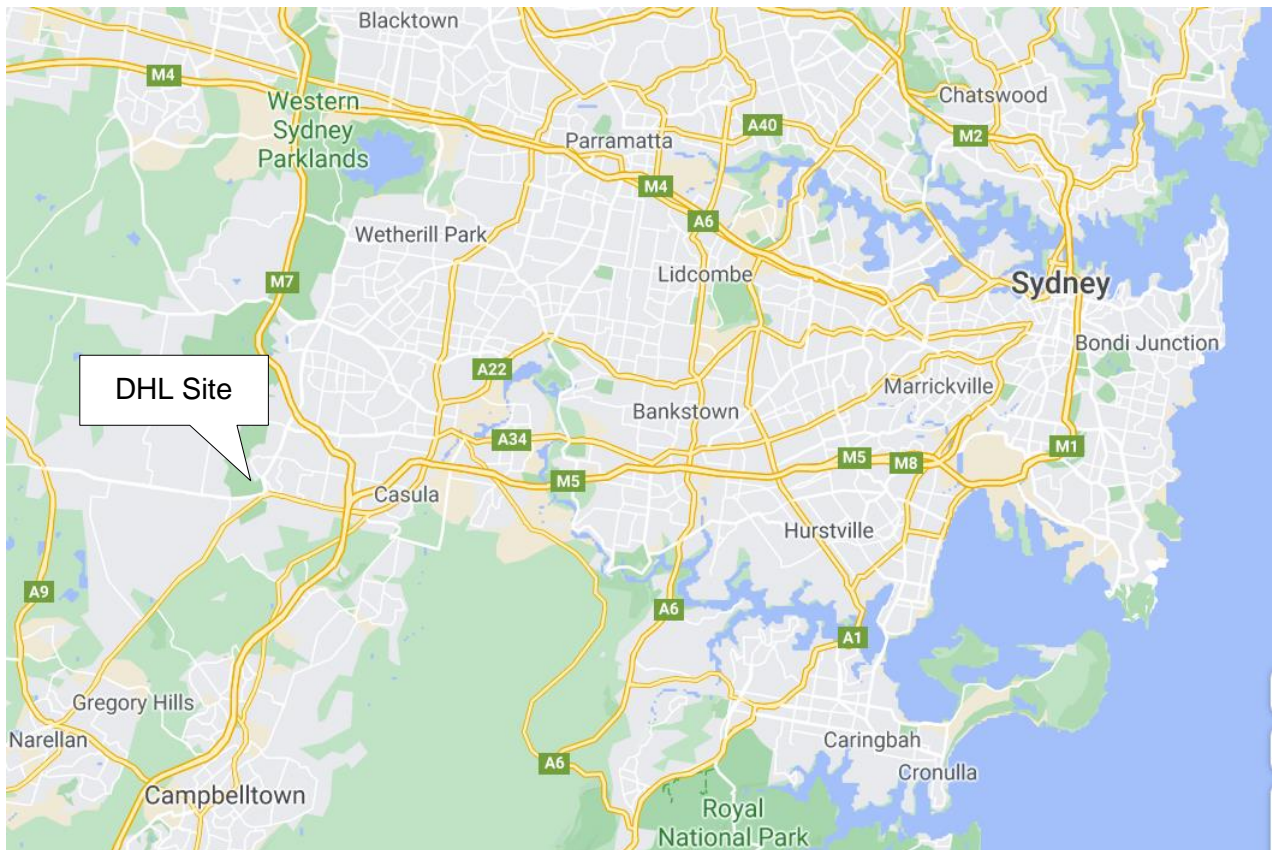 Blacktown
M4
Western
Sydney
Parklands
Chatswood
A40
M2
Parramatta
M4
A6
Wetherill Park
Lidcombe
M7
Sydney
Bondi Junction
DHL Site
A22
Marrickville
Bankstown
A34
M1
M5
M8
M5
Casula
Hurstville
A9
A6
A1
Gregory Hills
Narellan
Caringbah
A6
Cronulla
Campbelltown
Royal
National Park